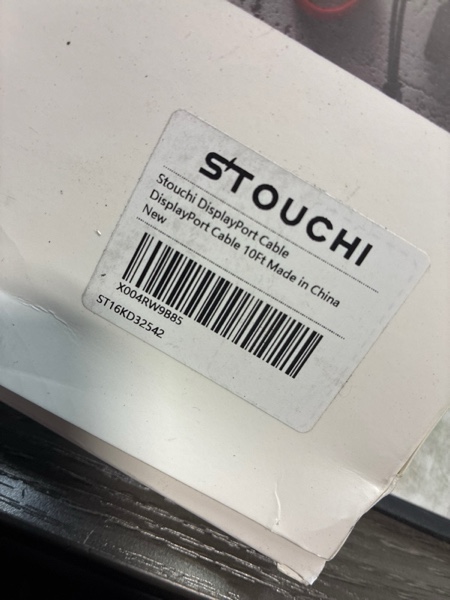 STOUCHI
Stouchi DisplayPort Cable
DisplayPort Cable 10Ft Made in China
New
X004RW9B85
ST16KD32542